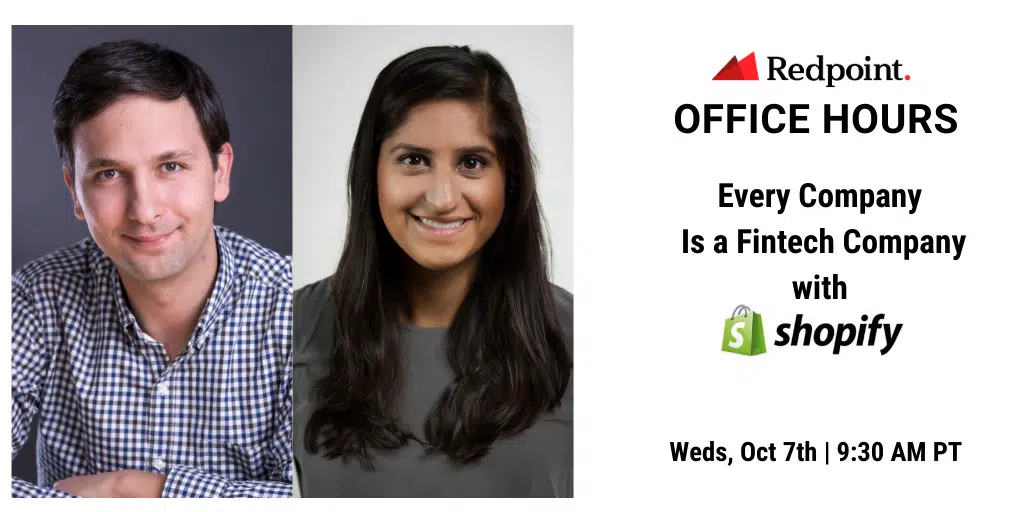 Redpoint.
OFFICE HOURS
Every Company
Is a Fintech Company
with
shopify
Weds, Oct 7th | 9:30 AM PT